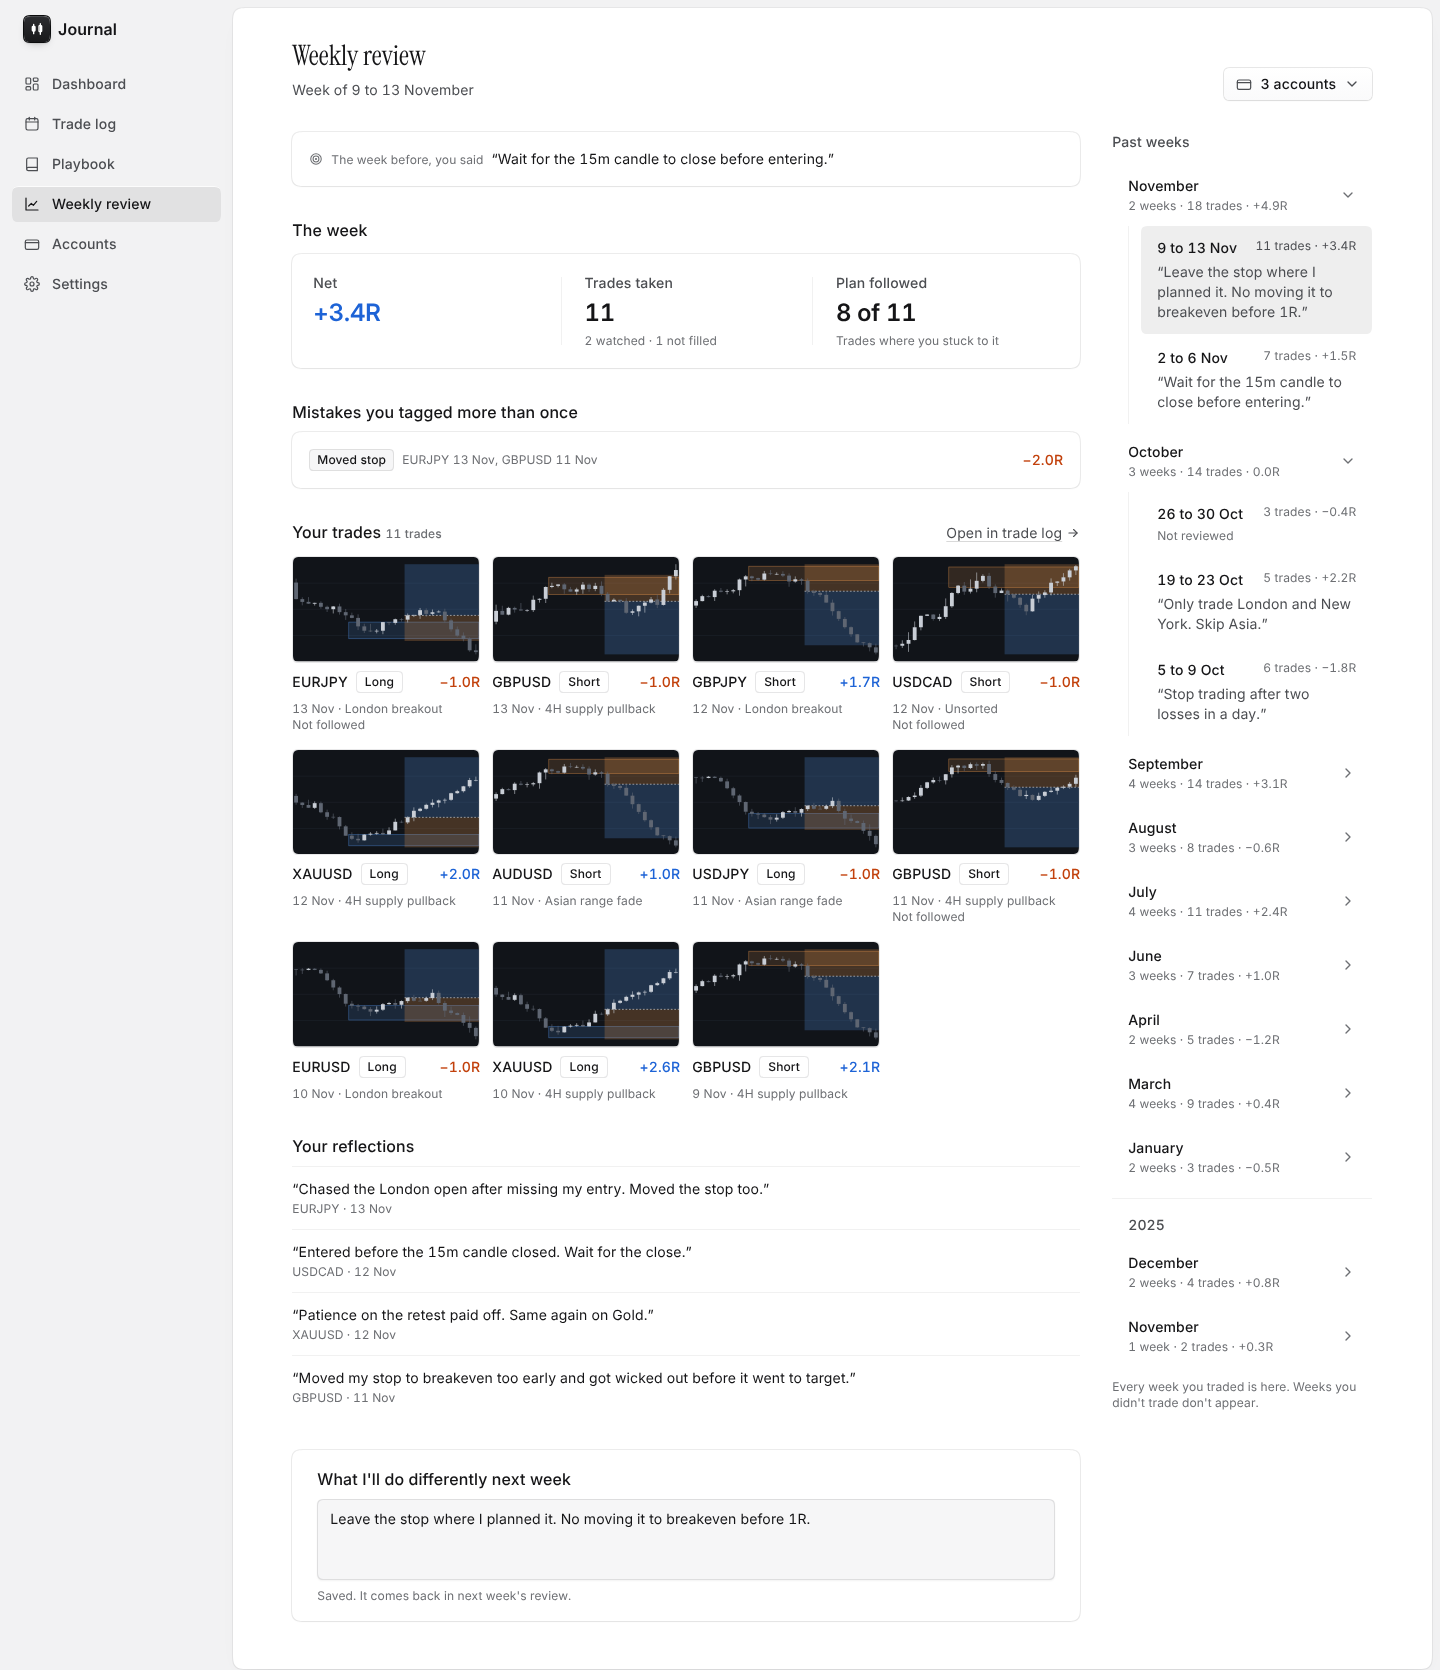 Journal
Dashboard
Trade log
Playbook
Weekly review
Accounts
Settings
Weekly review
Week of 9 to 13 November
3 accounts
The week before, you said “Wait for the 15m candle to close before entering.”
The week
Net
+3.4R
Trades taken
11
2 watched · 1 not filled
Plan followed
8 of 11
Trades where you stuck to it
Mistakes you tagged more than once
Moved stop EURJPY 13 Nov, GBPUSD 11 Nov −2.0R
Your trades 11 trades
Open in trade log →
EURJPY Long −1.0R
13 Nov · London breakout
Not followed
GBPUSD Short −1.0R
13 Nov · 4H supply pullback
GBPJPY Short +1.7R
12 Nov · London breakout
USDCAD Short −1.0R
12 Nov · Unsorted
Not followed
XAUUSD Long +2.0R
12 Nov · 4H supply pullback
AUDUSD Short +1.0R
11 Nov · Asian range fade
USDJPY Long −1.0R
11 Nov · Asian range fade
GBPUSD Short −1.0R
11 Nov · 4H supply pullback
Not followed
EURUSD Long −1.0R
10 Nov · London breakout
XAUUSD Long +2.6R
10 Nov · 4H supply pullback
GBPUSD Short +2.1R
9 Nov · 4H supply pullback
Your reflections
“Chased the London open after missing my entry. Moved the stop too.”
EURJPY · 13 Nov
“Entered before the 15m candle closed. Wait for the close.”
USDCAD · 12 Nov
“Patience on the retest paid off. Same again on Gold.”
XAUUSD · 12 Nov
“Moved my stop to breakeven too early and got wicked out before it went to target.”
GBPUSD · 11 Nov
What I'll do differently next week
Leave the stop where I planned it. No moving it to breakeven before 1R.
Saved. It comes back in next week's review.
Past weeks
November
2 weeks · 18 trades · +4.9R
9 to 13 Nov 11 trades · +3.4R
“Leave the stop where I
planned it. No moving it to
breakeven before 1R.”
2 to 6 Nov 7 trades · +1.5R
“Wait for the 15m candle to
close before entering.”
October
3 weeks · 14 trades · 0.0R
26 to 30 Oct 3 trades · −0.4R
Not reviewed
19 to 23 Oct 5 trades · +2.2R
“Only trade London and New
York. Skip Asia.”
5 to 9 Oct 6 trades · −1.8R
“Stop trading after two
losses in a day.”
September
4 weeks · 14 trades · +3.1R
August
3 weeks · 8 trades · −0.6R
July
4 weeks · 11 trades · +2.4R
June
3 weeks · 7 trades · +1.0R
April
2 weeks · 5 trades · −1.2R
March
4 weeks · 9 trades · +0.4R
January
2 weeks · 3 trades · −0.5R
2025
December
2 weeks · 4 trades · +0.8R
November
1 week · 2 trades · +0.3R
Every week you traded is here. Weeks you
didn't trade don't appear.